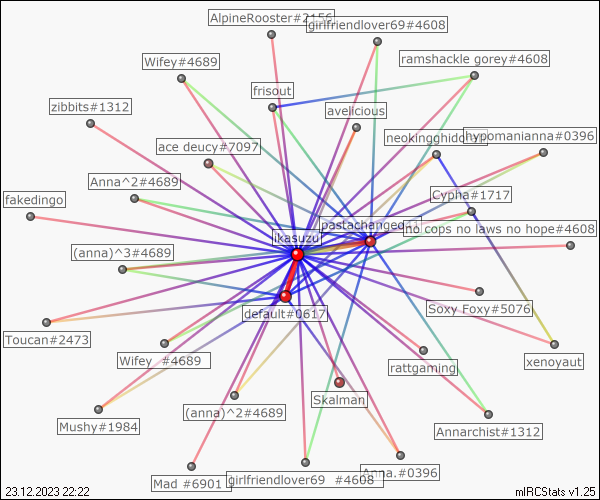 AlpineRooster#2156
girlfriendlover69#4608
ramshackle gorey#4608
Wifey#4689
frisout
zibbits#1312
avelicious
neokingghidorah
hypomanianna#0396
ace deucy#7097
Anna^2#4689
Cypha#1717
fakedingo
pastachanged
no cops no laws no hope#4608
ikasuzu
(anna)^3#4689
Soxy Foxy#5076
default#0617
Toucan#2473
Wifey #4689
xenoyaut
rattgaming
Skalman
(anna)^2#4689
Mushy#1984
Annarchist#1312
Anna.#0396
Mad #6901
girlfriendlover69 #4608
23.12.2023 22:22
mIRCStats v1.25